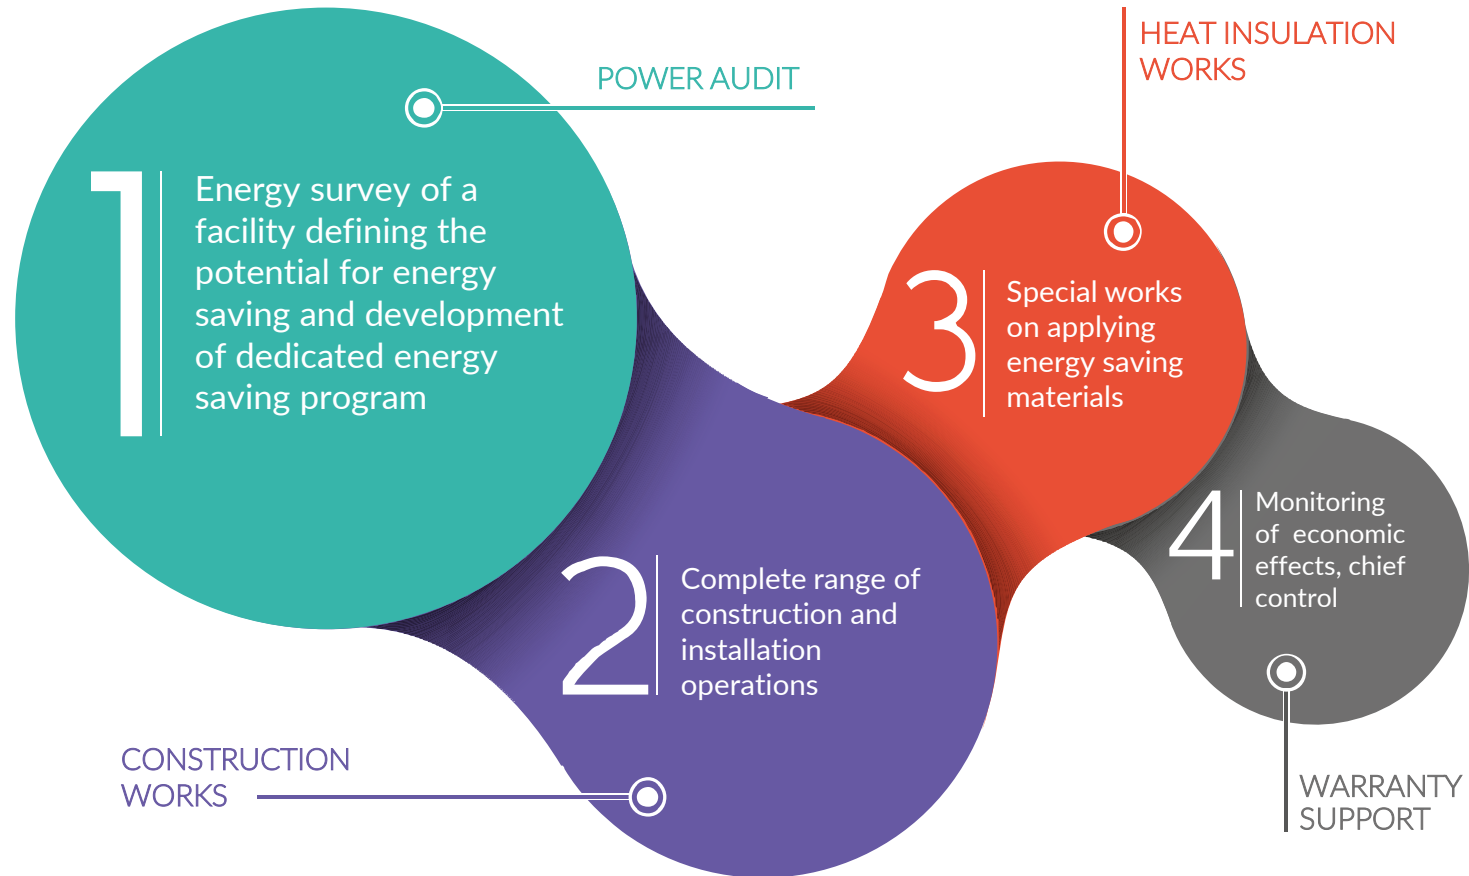 POWER AUDIT
1
Energy survey of a
facility defining the
potential for energy
saving and development
of dedicated energy
saving program
CONSTRUCTION
WORKS
2
Complete range of
construction and
installation
operations
HEAT INSULATION
WORKS
3
Special works
on applying
energy saving
materials
4
Monitoring
of economic
effects, chief
control
WARRANTY
SUPPORT